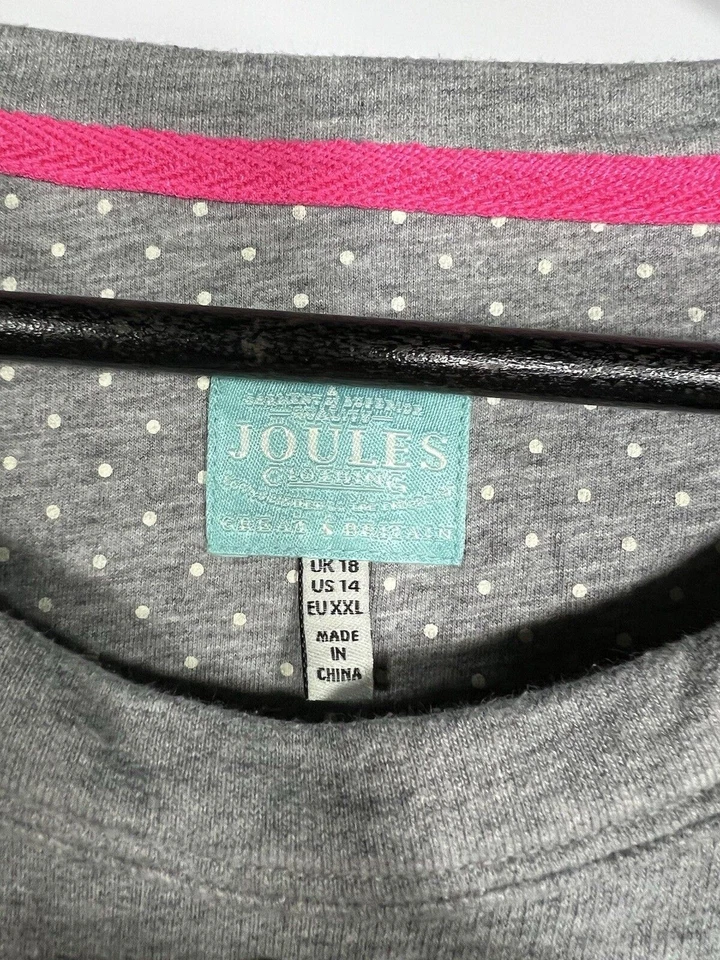 JOULES
CLOTHING
GREAT BRITAIN
UK 18
US 14
EU XXL
MADE
IN
CHINA